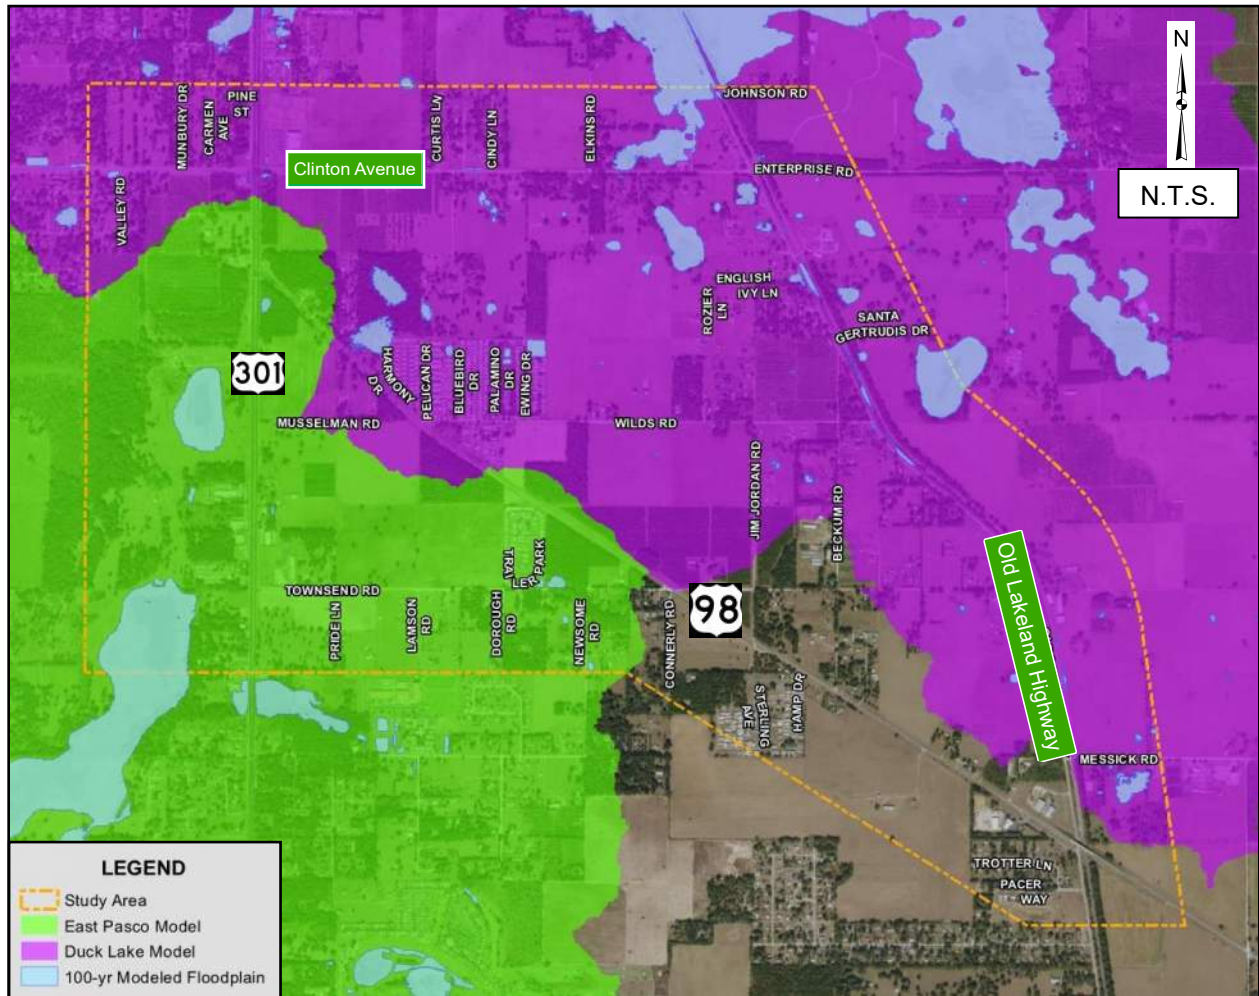 N
N.T.S.
JOHNSON RD
MUNBURY DR
CARMEN
AVE
PINE
ST
CURTIS LN
CINDY LN
ELKINS RD
Clinton Avenue
ENTERPRISE RD
VALLEY RD
ENGLISH
IVY LN
ROZIER
LN
SANTA
GERTRUDIS DR
301
HARMONY
DR
PELICAN DR
BLUEBIRD
DR
PALAMINO
DR
EWING DR
MUSSELMAN RD
WILDS RD
JIM JORDAN RD
BECKUM RD
TRAILER PARK
TOWNSEND RD
PRIDE LN
LAMSON
RD
DOROUGH
RD
NEWSOME
RD
CONNERLY RD
98
Old Lakeland Highway
STERLING
AVE
HAMP DR
MESSICK RD
TROTTER LN
PACER
WAY
LEGEND
Study Area
East Pasco Model
Duck Lake Model
100-yr Modeled Floodplain